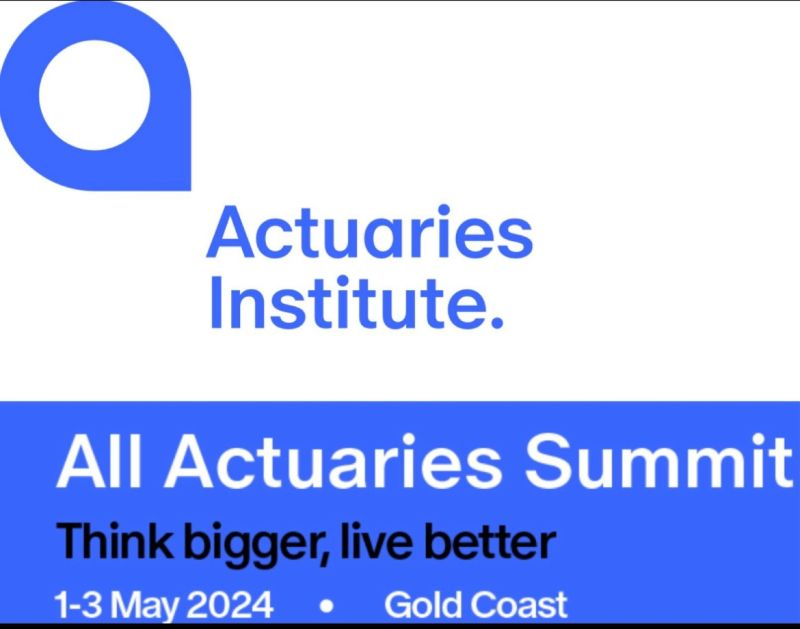 Actuaries
Institute.
All Actuaries Summit
Think bigger, live better
1-3 May 2024 • Gold Coast